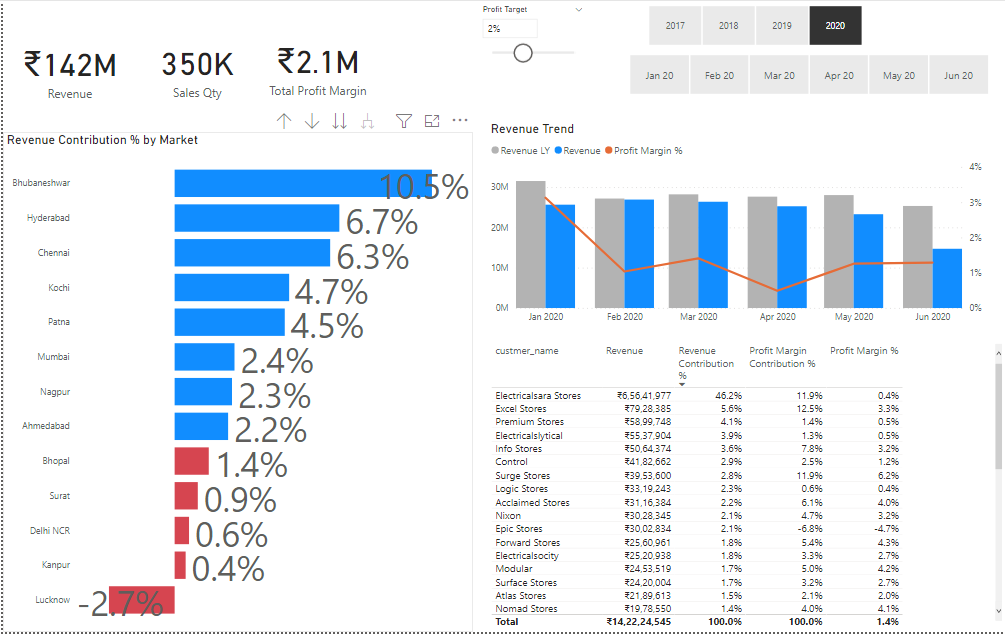 Profit Target
2%
2017 2018 2019 2020
Jan 20 Feb 20 Mar 20 Apr 20 May 20 Jun 20
₹142M 350K ₹2.1M
Revenue Sales Qty Total Profit Margin
Revenue Contribution % by Market
Bhubaneshwar 10.5%
Hyderabad 6.7%
Chennai 6.3%
Kochi 4.7%
Patna 4.5%
Mumbai 2.4%
Nagpur 2.3%
Ahmedabad 2.2%
Bhopal 1.4%
Surat 0.9%
Delhi NCR 0.6%
Kanpur 0.4%
Lucknow -2.7%
Revenue Trend
Revenue LY Revenue Profit Margin %
4%
30M 3%
20M 2%
10M 1%
0M 0%
Jan 2020 Feb 2020 Mar 2020 Apr 2020 May 2020 Jun 2020
custmer_name Revenue Revenue Profit Margin Profit Margin %
Contribution Contribution %
%
Electricalsara Stores ₹6,56,41,977 46.2% 11.9% 0.4%
Excel Stores ₹79,28,385 5.6% 12.5% 3.3%
Premium Stores ₹58,99,748 4.1% 1.4% 0.5%
Electricalslytical ₹55,37,904 3.9% 1.3% 0.5%
Info Stores ₹50,64,374 3.6% 7.8% 3.2%
Control ₹41,82,662 2.9% 2.5% 1.2%
Surge Stores ₹39,53,600 2.8% 11.9% 6.2%
Logic Stores ₹33,19,243 2.3% 0.6% 0.4%
Acclaimed Stores ₹31,16,384 2.2% 6.1% 4.0%
Nixon ₹30,28,345 2.1% 4.7% 3.2%
Epic Stores ₹30,02,834 2.1% -6.8% -4.7%
Forward Stores ₹25,60,961 1.8% 5.4% 4.3%
Electricalsocity ₹25,20,938 1.8% 3.3% 2.7%
Modular ₹24,53,519 1.7% 5.0% 4.2%
Surface Stores ₹24,20,004 1.7% 3.2% 2.7%
Atlas Stores ₹21,89,613 1.5% 2.1% 2.0%
Nomad Stores ₹19,78,550 1.4% 4.0% 4.1%
Total ₹14,22,24,545 100.0% 100.0% 1.4%